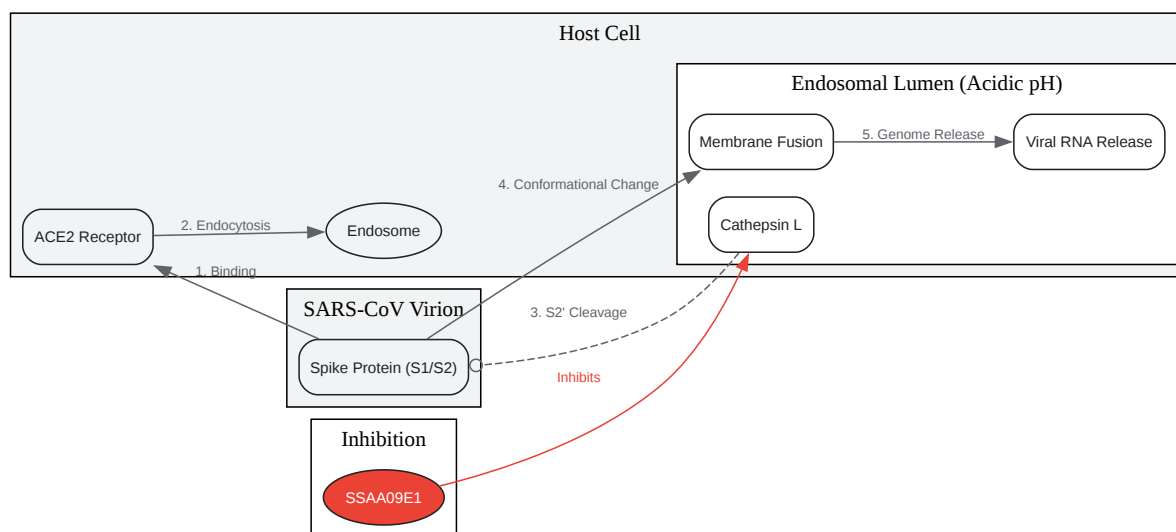 Host Cell
Endosomal Lumen (Acidic pH)
Membrane Fusion
5. Genome Release
Viral RNA Release
4. Conformational Change
ACE2 Receptor
2. Endocytosis
Endosome
Cathepsin L
1. Binding
SARS-CoV Virion
3. S2' Cleavage
Spike Protein (S1/S2)
Inhibits
Inhibition
SSAA09E1